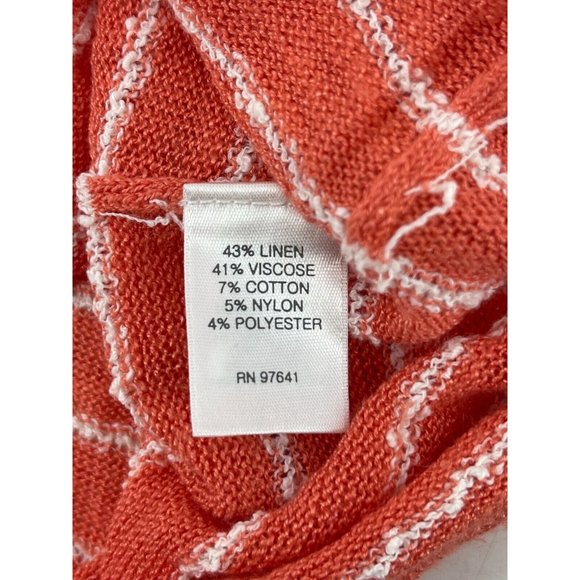 43% LINEN
41% VISCOSE
7% COTTON
5% NYLON
4% POLYESTER
RN 97641